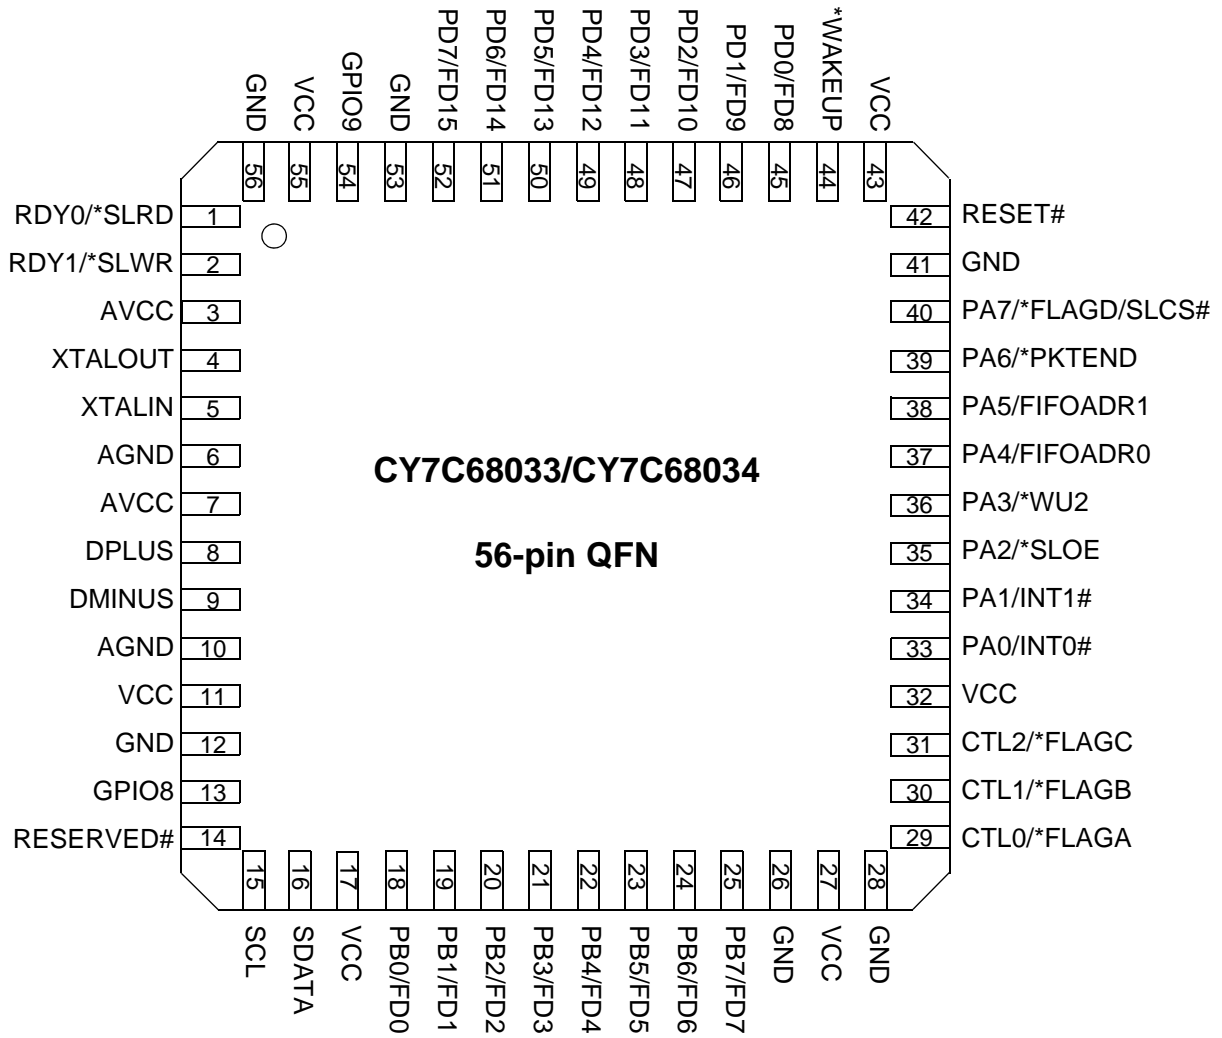 GND
VCC
GPIO9
GND
PD7/FD15
PD6/FD14
PD5/FD13
PD4/FD12
PD3/FD11
PD2/FD10
PD1/FD9
PD0/FD8
*WAKEUP
VCC
56
55
54
53
52
51
50
49
48
47
46
45
44
43
RDY0/*SLRD 1
RDY1/*SLWR 2
AVCC 3
XTALOUT 4
XTALIN 5
AGND 6
AVCC 7
DPLUS 8
DMINUS 9
AGND 10
VCC 11
GND 12
GPIO8 13
RESERVED# 14
CY7C68033/CY7C68034
56-pin QFN
42 RESET#
41 GND
40 PA7/*FLAGD/SLCS#
39 PA6/*PKTEND
38 PA5/FIFOADR1
37 PA4/FIFOADR0
36 PA3/*WU2
35 PA2/*SLOE
34 PA1/INT1#
33 PA0/INT0#
32 VCC
31 CTL2/*FLAGC
30 CTL1/*FLAGB
29 CTL0/*FLAGA
15
16
17
18
19
20
21
22
23
24
25
26
27
28
SCL
SDATA
VCC
PB0/FD0
PB1/FD1
PB2/FD2
PB3/FD3
PB4/FD4
PB5/FD5
PB6/FD6
PB7/FD7
GND
VCC
GND